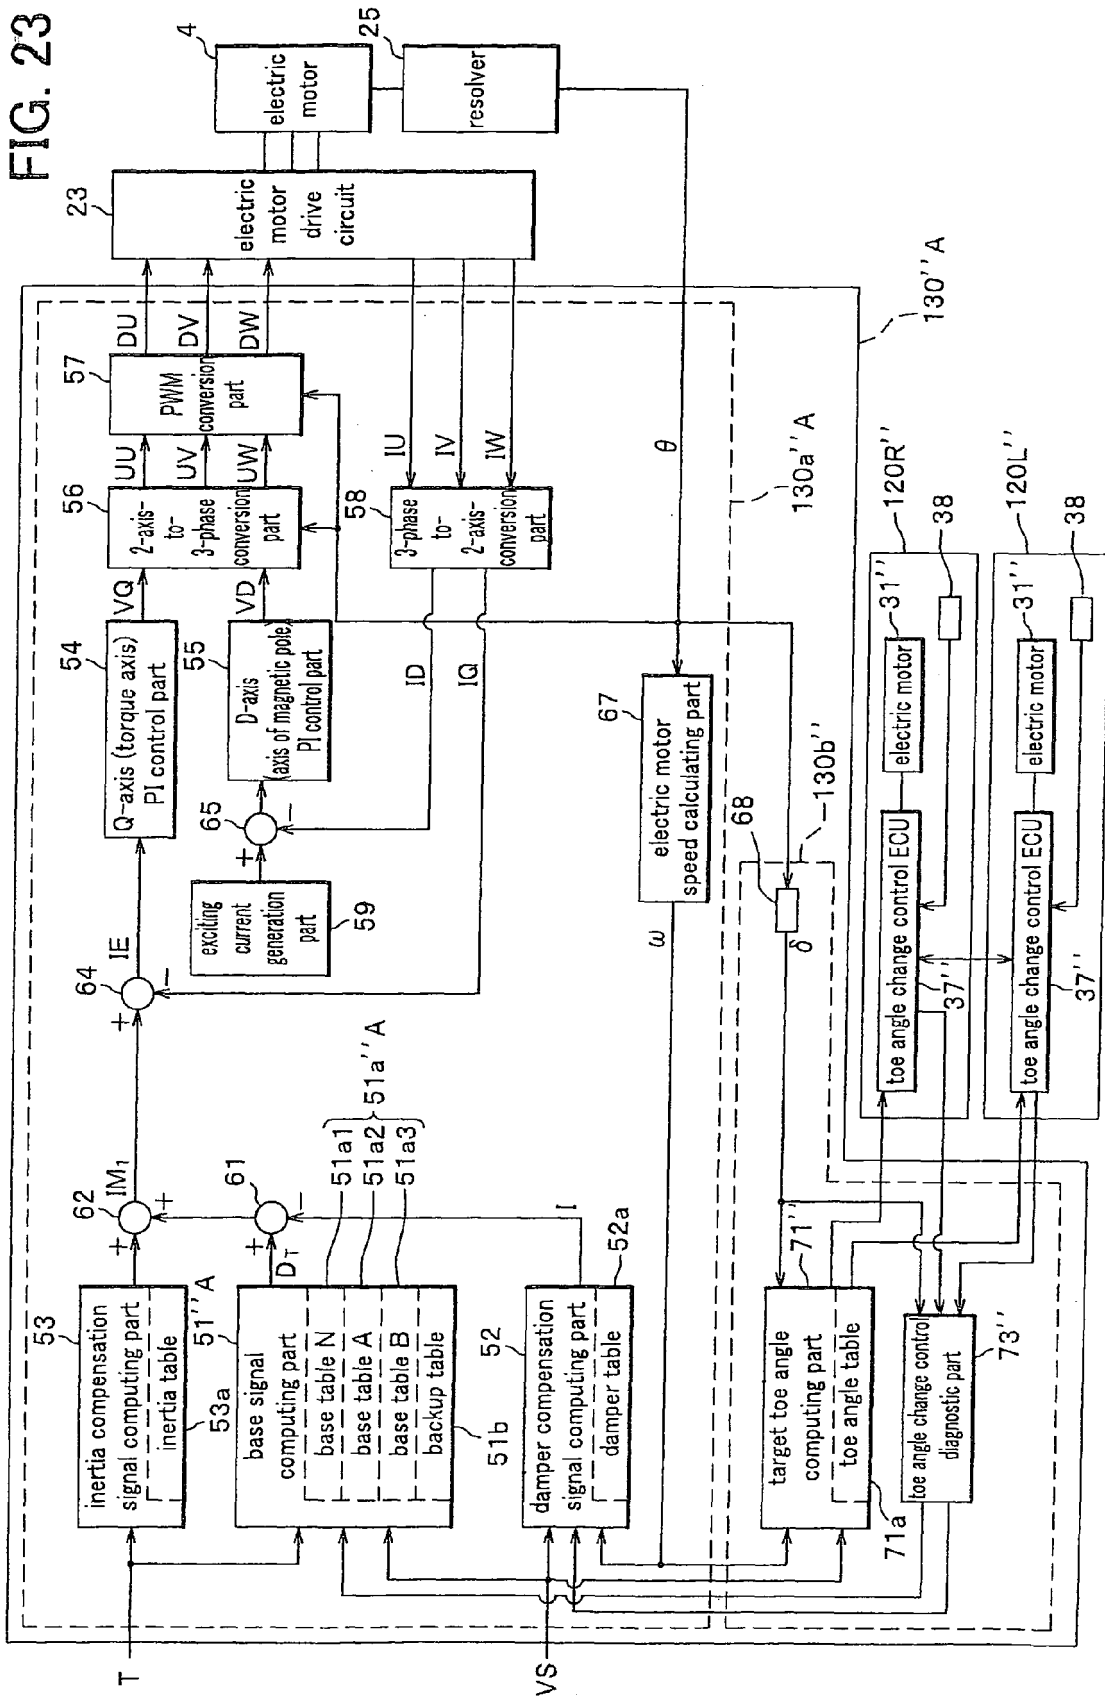 FIG. 23
4
electric
motor
25
resolver
23
electric
motor
drive
circuit
57
PWM
conversion
part
DU
DV
DW
56
2-axis-
to-
3-phase
conversion
part
UU
UV
UW
58
3-phase
to-
2-axis-
conversion
part
IU
IV
IW
54
Q-axis (torque axis)
PI control part
VQ
55
D-axis
(axis of magnetic pole)
PI control part
VD
65
+
−
exciting
current
generation
part
59
ID
IQ
64
+
−
IE
62
+
+
IM₁
61
+
−
DT
I
53
inertia compensation
signal computing part
inertia table
53a
51''A
base signal
computing part
base table N
base table A
base table B
backup table
51b
51a1
51a2
51a3
51a''A
52
damper compensation
signal computing part
damper table
52a
T
VS
67
electric motor
speed calculating part
ω
θ
130a''A
130''A
130b''
68
δ
71''
target toe angle
computing part
toe angle table
71a
toe angle change control
diagnostic part
73''
120R''
31''
38
electric motor
toe angle change control ECU
37''
120L''
31''
38
electric motor
toe angle change control ECU
37''